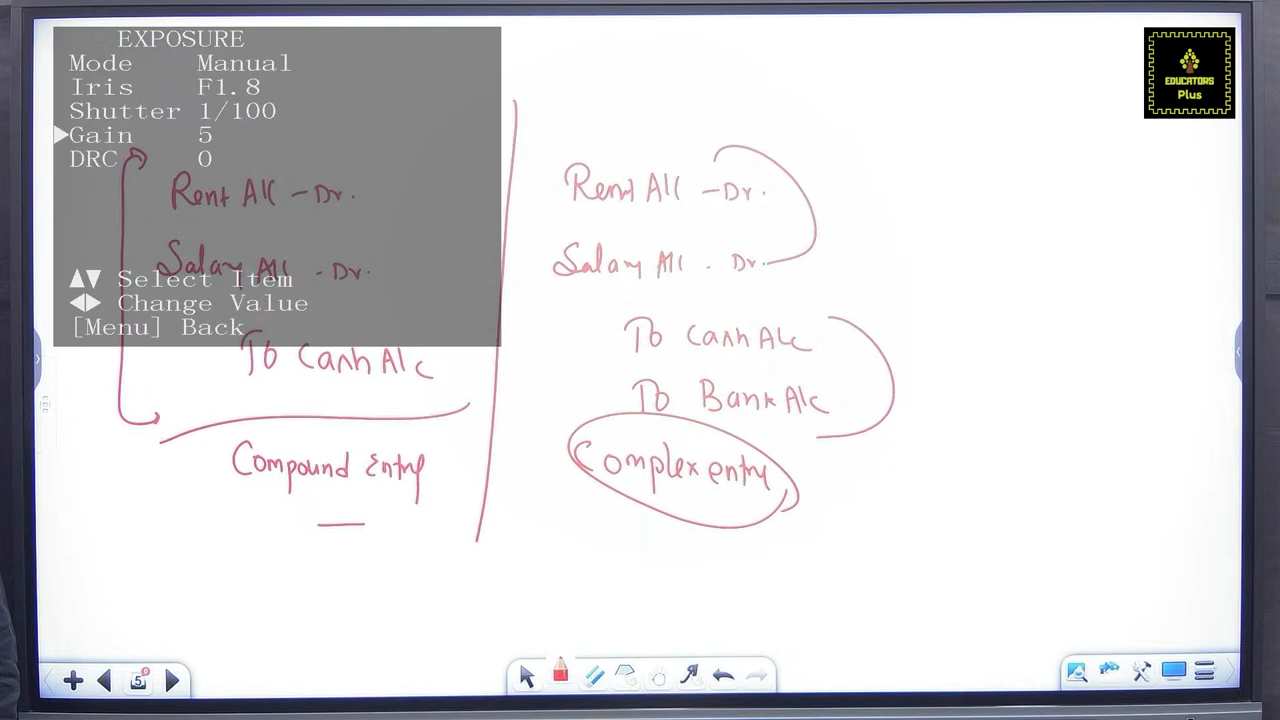 EXPOSURE
Mode Manual
Iris F1.8
Shutter 1/100
Gain 5
DRC 0
▲▼ Select Item
◀▶ Change Value
[Menu] Back
EDUCATORS
Plus
Rent A/c - Dr.
Salary A/c - Dr.
To Cash A/c
Compound Entry
Rent A/c - Dr.
Salary A/c - Dr.
To Cash A/c
To Bank A/c
Complex entry
5
0